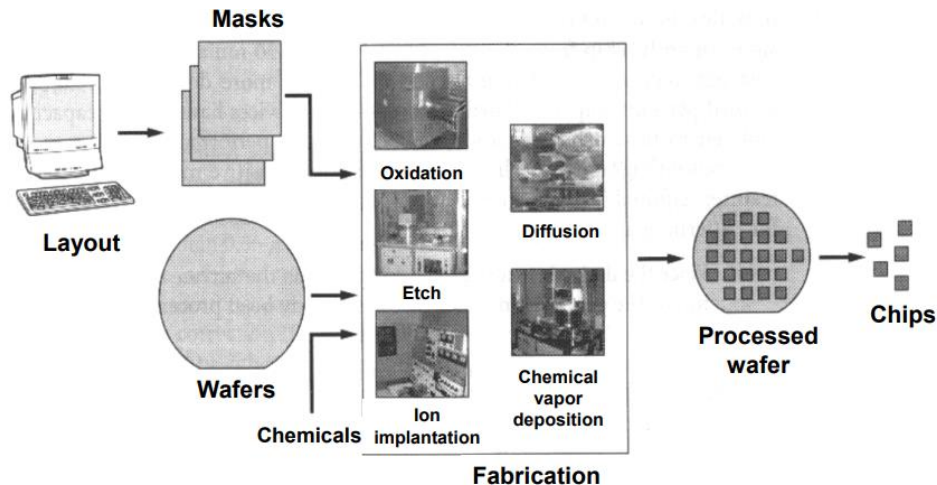 Masks
Layout
Wafers
Chemicals
Oxidation
Etch
Ion
implantation
Diffusion
Chemical
vapor
deposition
Fabrication
Processed
wafer
Chips